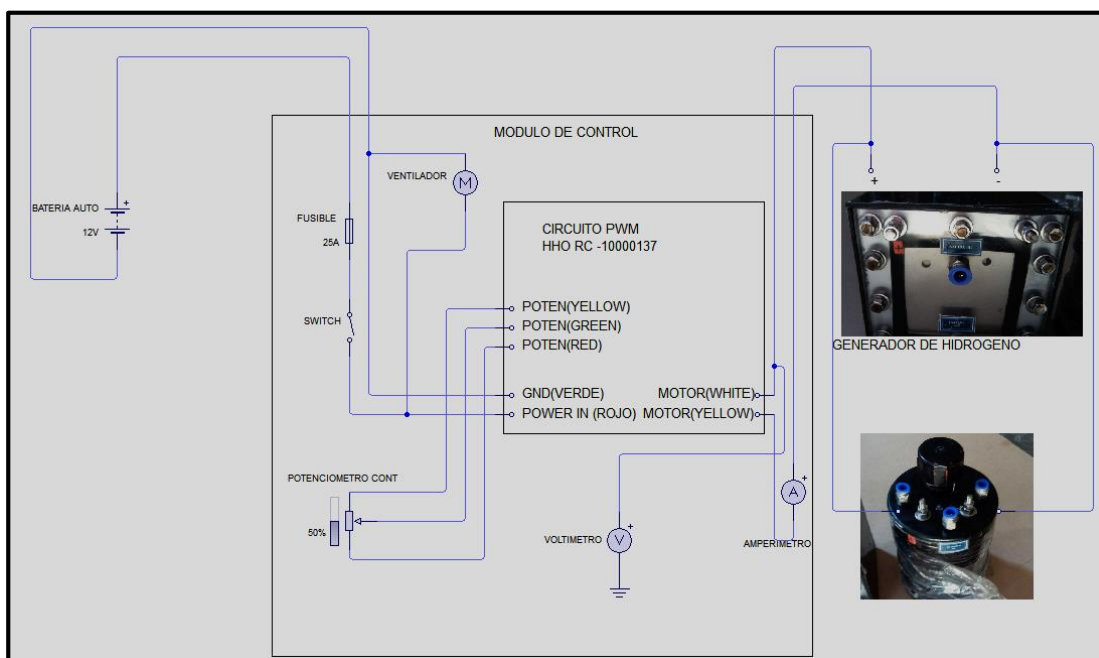 MODULO DE CONTROL
VENTILADOR
M
BATERIA AUTO
+
12V
FUSIBLE
25A
CIRCUITO PWM
HHO RC -10000137
+
-
SWITCH
POTEN(YELLOW)
POTEN(GREEN)
POTEN(RED)
GENERADOR DE HIDROGENO
GND(VERDE)
MOTOR(WHITE)
POWER IN (ROJO)
MOTOR(YELLOW)
POTENCIOMETRO CONT
50%
+
A
+
VOLTIMETRO
V
AMPERIMETRO